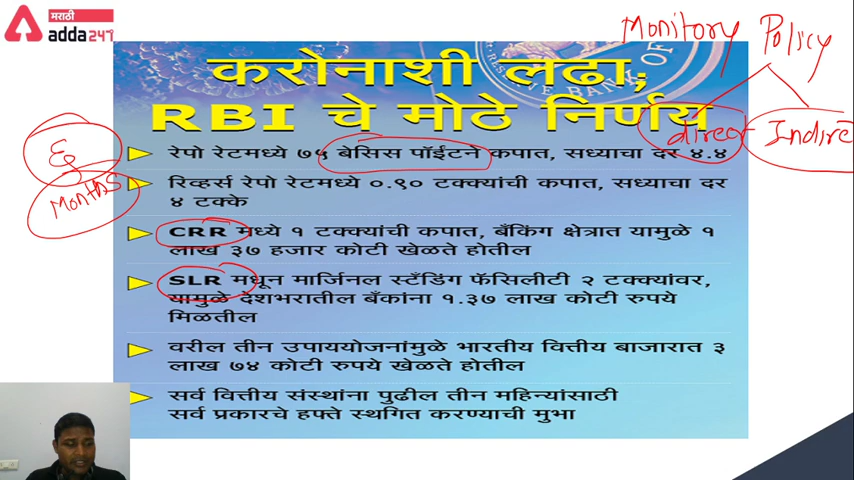 मराठी
adda247
Monitory Policy
direct Indire
करोनाशी लढा;
RBI चे मोठे निर्णय
रेपो रेटमध्ये ७५ बेसिस पॉईंटने कपात, सध्याचा दर ४.४
रिव्हर्स रेपो रेटमध्ये ०.९० टक्क्यांची कपात, सध्याचा दर
४ टक्के
CRR मध्ये १ टक्क्यांची कपात, बँकिंग क्षेत्रात यामुळे १
लाख ३७ हजार कोटी खेळते होतील
SLR मधून मार्जिनल स्टँडिंग फॅसिलीटी २ टक्क्यांवर,
यामुळे देशभरातील बँकांना १.३७ लाख कोटी रुपये
मिळतील
वरील तीन उपाययोजनांमुळे भारतीय वित्तीय बाजारात ३
लाख ७४ कोटी रुपये खेळते होतील
सर्व वित्तीय संस्थांना पुढील तीन महिन्यांसाठी
सर्व प्रकारचे हफ्ते स्थगित करण्याची मुभा
Months